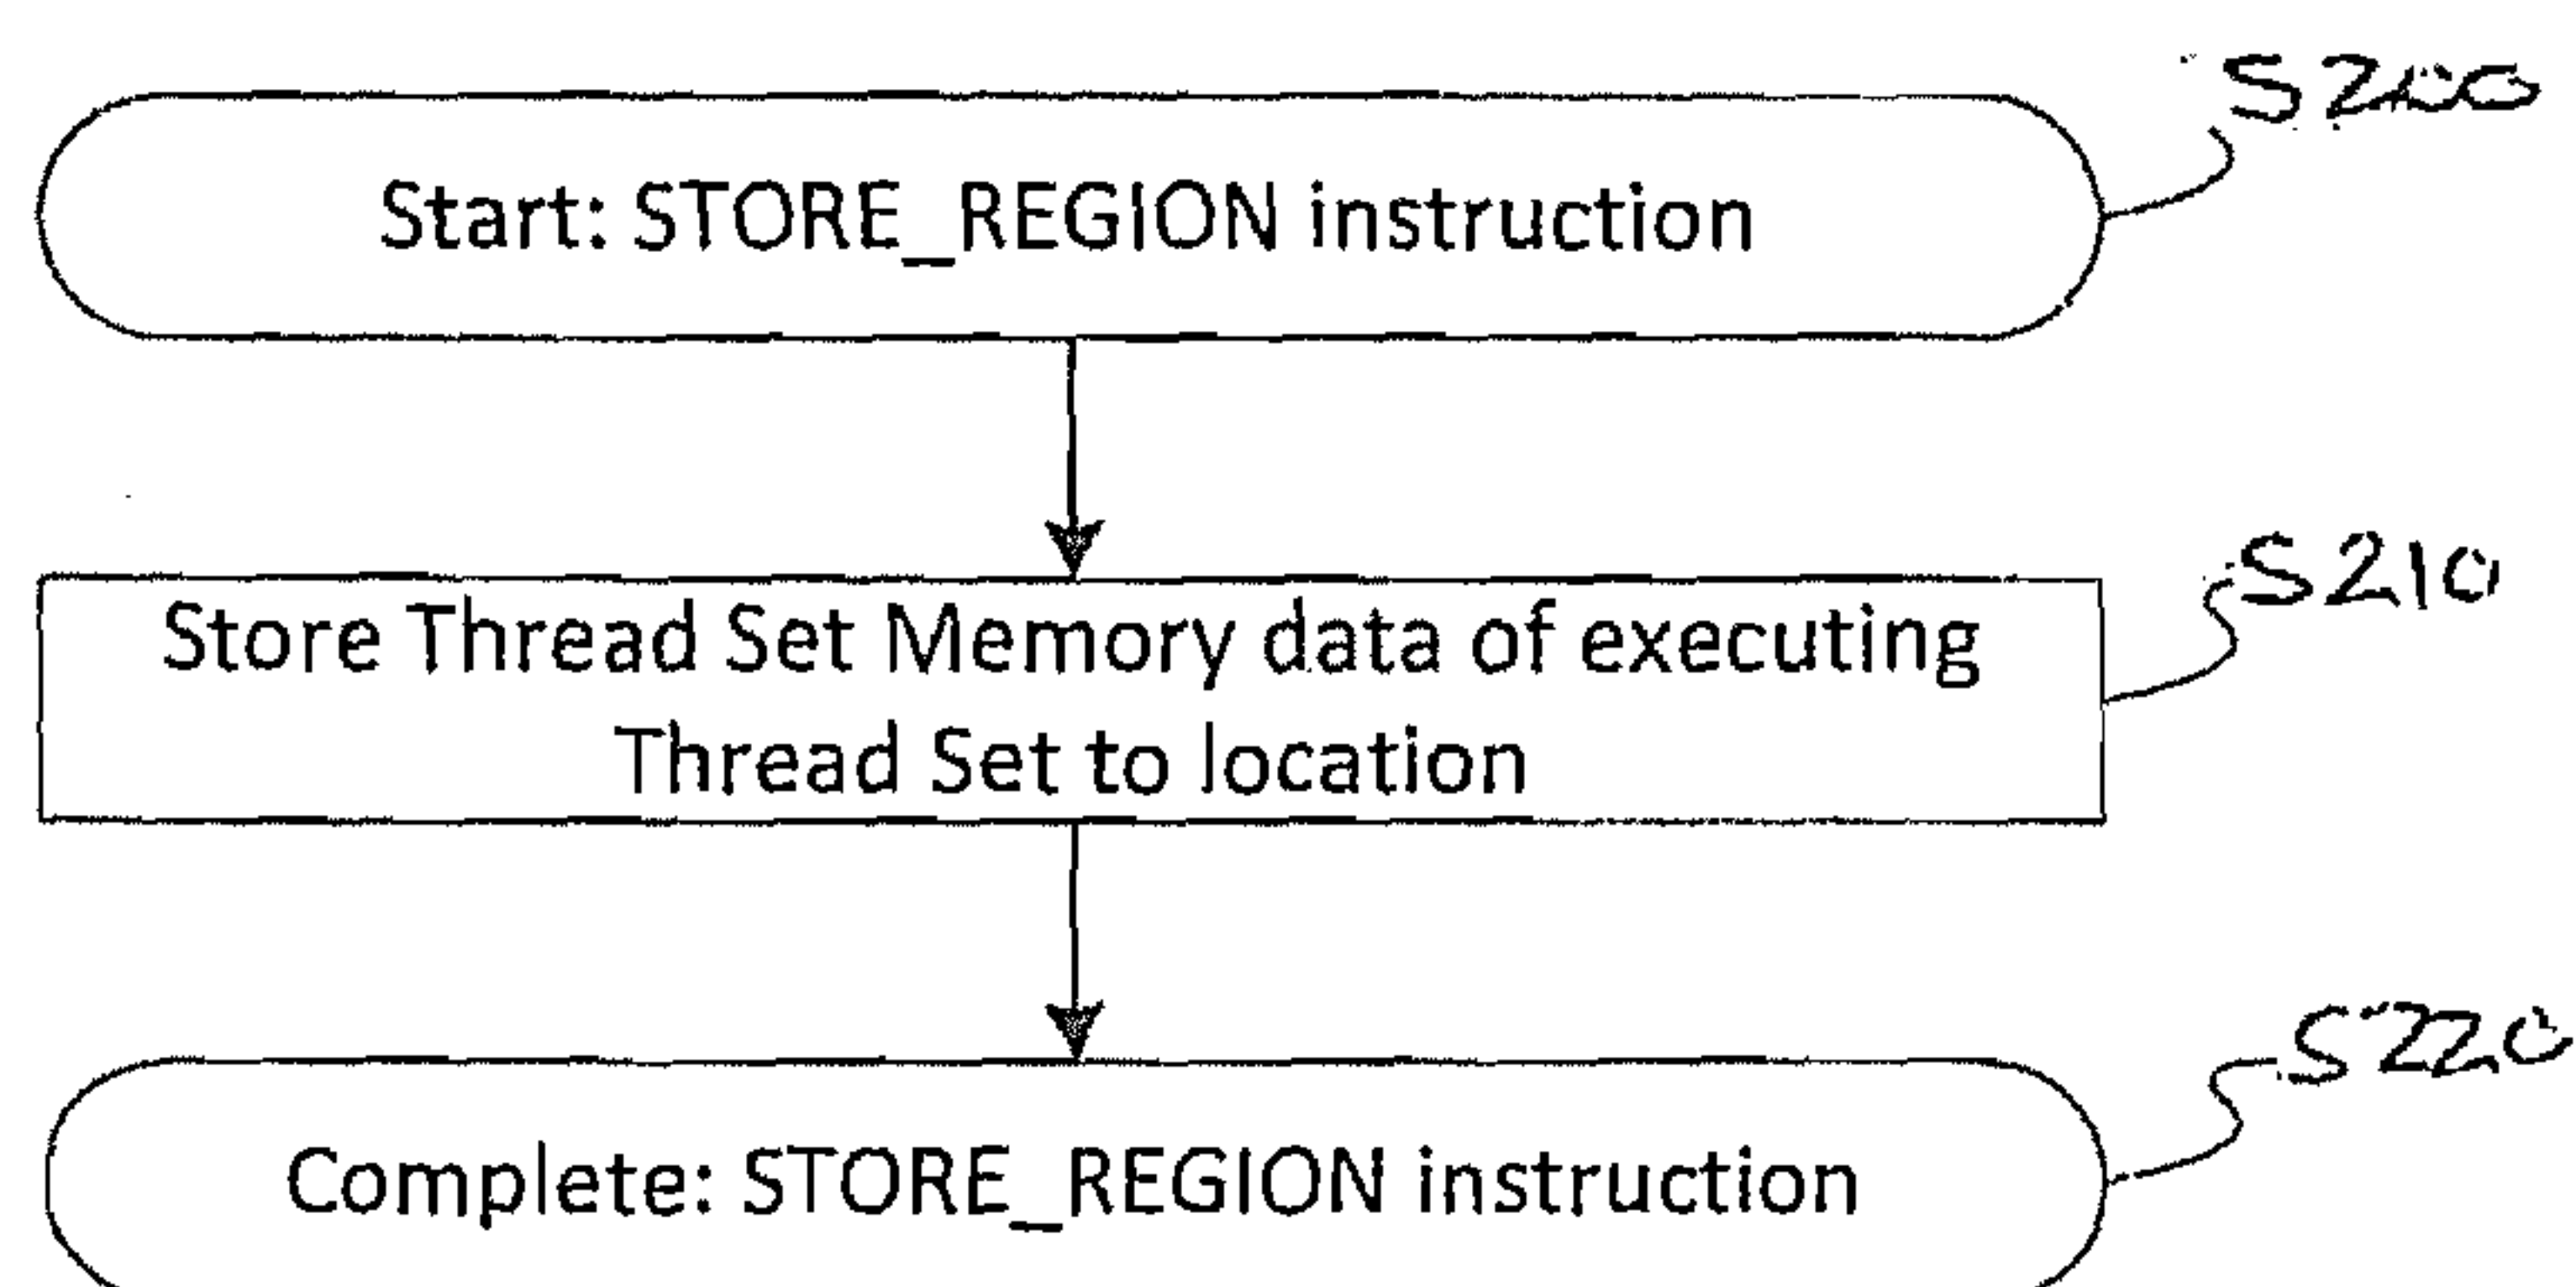 S200
Start: STORE_REGION instruction
S210
Store Thread Set Memory data of executing
Thread Set to location
S220
Complete: STORE_REGION instruction